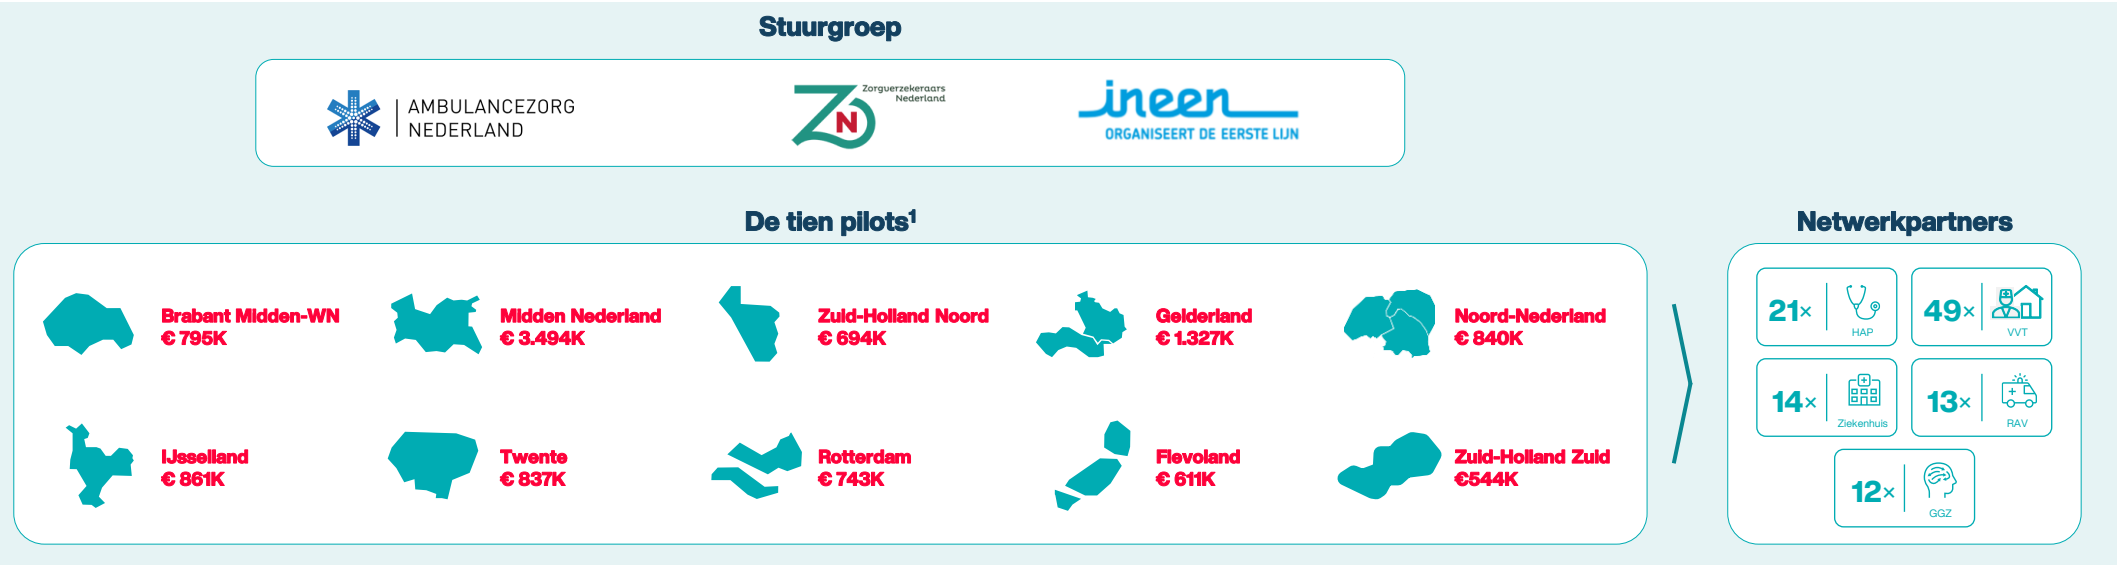 Stuurgroep
AMBULANCEZORG
NEDERLAND
Zorgverzekeraars
Nederland
ZN
ineen
ORGANISEERT DE EERSTE LIJN
De tien pilots¹
Netwerkpartners
Brabant Midden-WN
€ 795K
Midden Nederland
€ 3.494K
Zuid-Holland Noord
€ 694K
Gelderland
€ 1.327K
Noord-Nederland
€ 840K
IJsselland
€ 861K
Twente
€ 837K
Rotterdam
€ 743K
Flevoland
€ 611K
Zuid-Holland Zuid
€544K
21×
HAP
49×
VVT
14×
Ziekenhuis
13×
RAV
12×
GGZ